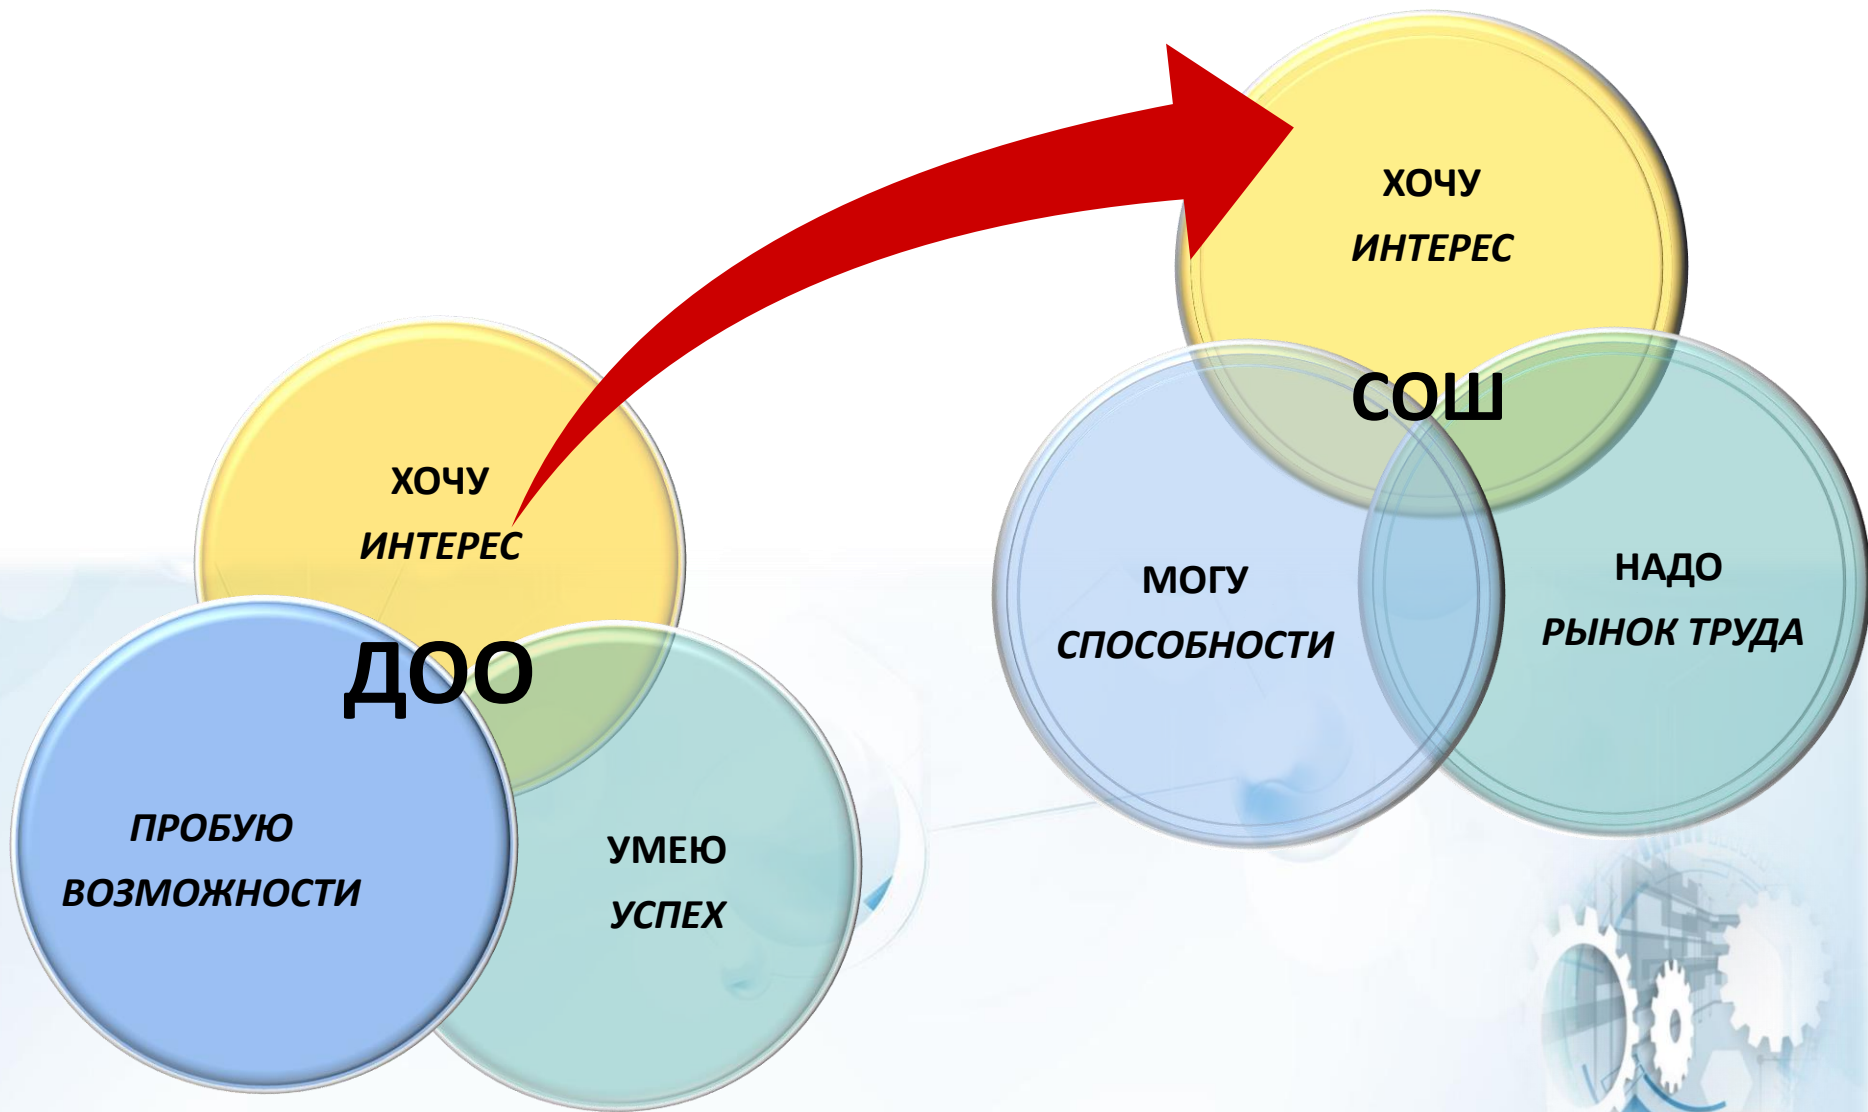 ХОЧУ
ИНТЕРЕС
ДОО
ПРОБУЮ
ВОЗМОЖНОСТИ
УМЕЮ
УСПЕХ
ХОЧУ
ИНТЕРЕС
СОШ
МОГУ
СПОСОБНОСТИ
НАДО
РЫНОК ТРУДА